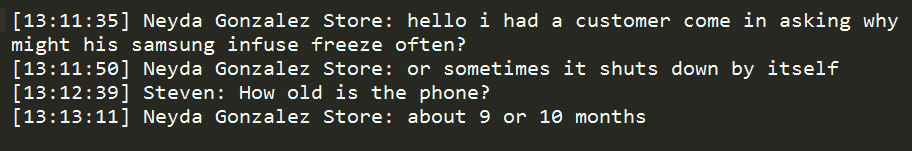 [13:11:35] Neyda Gonzalez Store: hello i had a customer come in asking why
might his samsung infuse freeze often?
[13:11:50] Neyda Gonzalez Store: or sometimes it shuts down by itself
[13:12:39] Steven: How old is the phone?
[13:13:11] Neyda Gonzalez Store: about 9 or 10 months